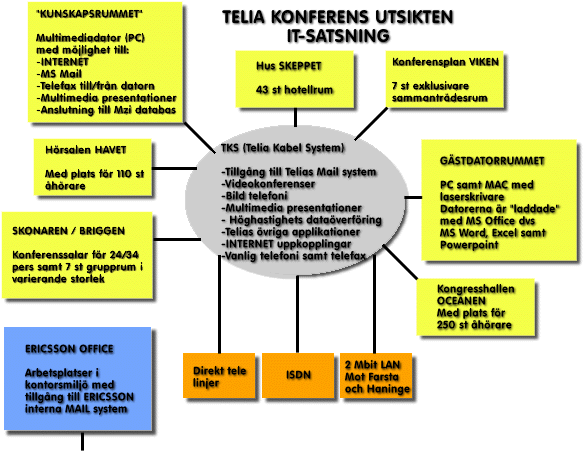 TELIA KONFERENS UTSIKTEN
IT-SATSNING
"KUNSKAPSRUMMET"
Multimediadator (PC)
med möjlighet till:
-INTERNET
-MS Mail
-Telefax till/från datorn
-Multimedia presentationer
-Anslutning till Mzi databas
Hus SKEPPET
43 st hotellrum
Konferensplan VIKEN
7 st exklusivare
sammanträdesrum
Hörsalen HAVET
Med plats för 110 st
åhörare
TKS (Telia Kabel System)
-Tillgång till Telias Mail system
-Videokonferenser
-Bild telefoni
-Multimedia presentationer
- Höghastighets dataöverföring
-Telias övriga applikationer
-INTERNET uppkopplingar
-Vanlig telefoni samt telefax
GÄSTDATORRUMMET
PC samt MAC med
laserskrivare
Datorerna är "laddade"
med MS Office dvs
MS Word, Excel samt
Powerpoint
SKONAREN / BRIGGEN
Konferenssalar för 24/34
pers samt 7 st grupprum i
varierande storlek
Kongresshallen
OCEANEN
Med plats för
250 st åhörare
ERICSSON OFFICE
Arbetsplatser i
kontorsmiljö med
tillgång till ERICSSON
interna MAIL system
Direkt tele
linjer
ISDN
2 Mbit LAN
Mot Farsta
och Haninge